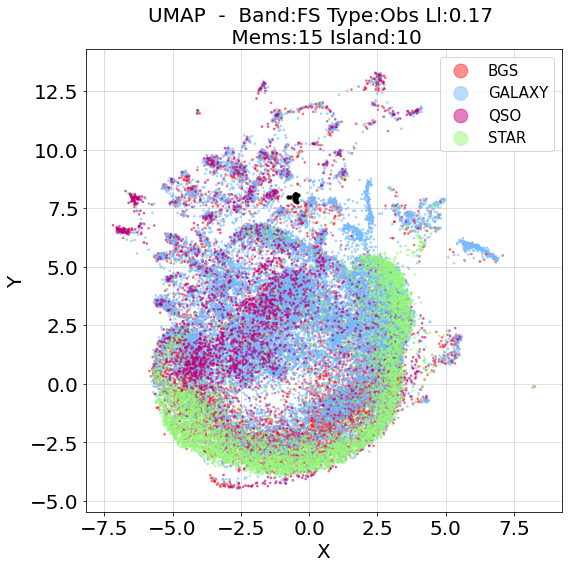 UMAP  -  Band:FS Type:Obs Ll:0.17
Mems:15 Island:10
BGS
GALAXY
QSO
STAR
12.5
10.0
7.5
5.0
2.5
0.0
−2.5
−5.0
Y
−7.5 −5.0 −2.5 0.0 2.5 5.0 7.5
X